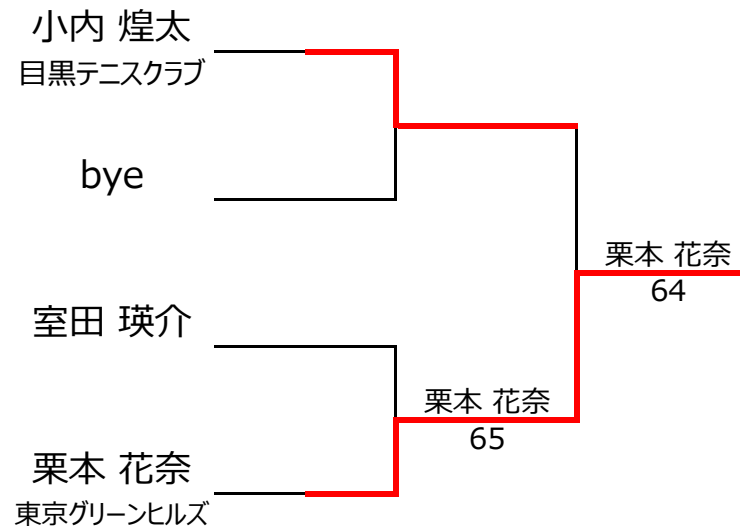 小内 煌太
目黒テニスクラブ
bye
室田 瑛介
栗本 花奈
東京グリーンヒルズ
栗本 花奈
65
栗本 花奈
64